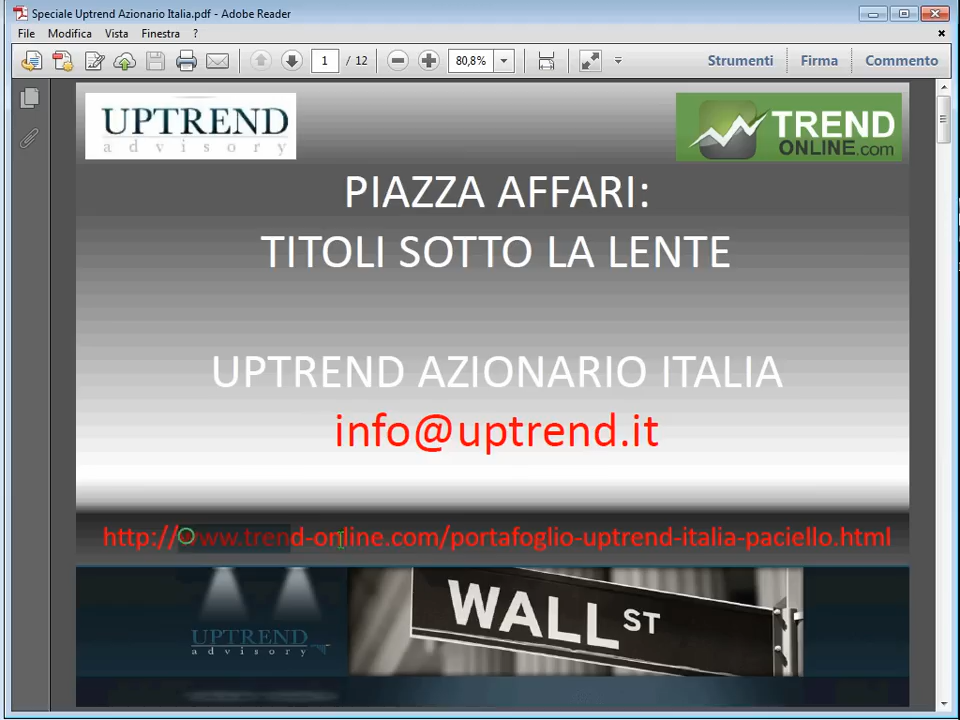 Speciale Uptrend Azionario Italia.pdf - Adobe Reader
File Modifica Vista Finestra ?
1 / 12 80,8% Strumenti Firma Commento
UPTREND
advisory
TREND
ONLINE.com
PIAZZA AFFARI:
TITOLI SOTTO LA LENTE
UPTREND AZIONARIO ITALIA
info@uptrend.it
http://www.trend-online.com/portafoglio-uptrend-italia-paciello.html
UPTREND
advisory
WALL ST